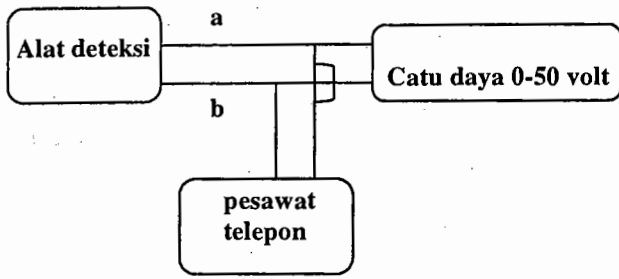 a
Alat deteksi
Catu daya 0-50 volt
b
pesawat
telepon